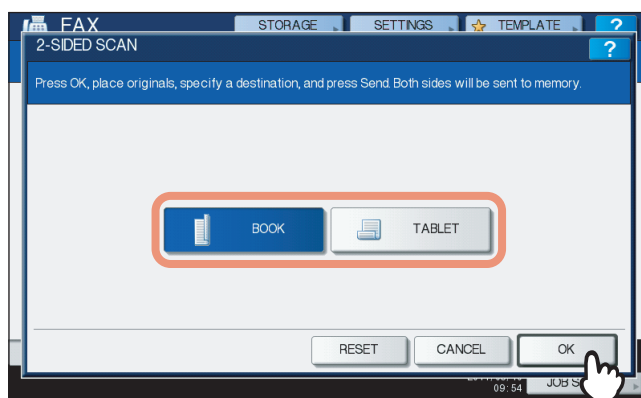 FAX STORAGE SETTINGS TEMPLATE ?
2-SIDED SCAN ?
Press OK, place originals, specify a destination, and press Send. Both sides will be sent to memory.
BOOK TABLET
RESET CANCEL OK
09:54 JOB S